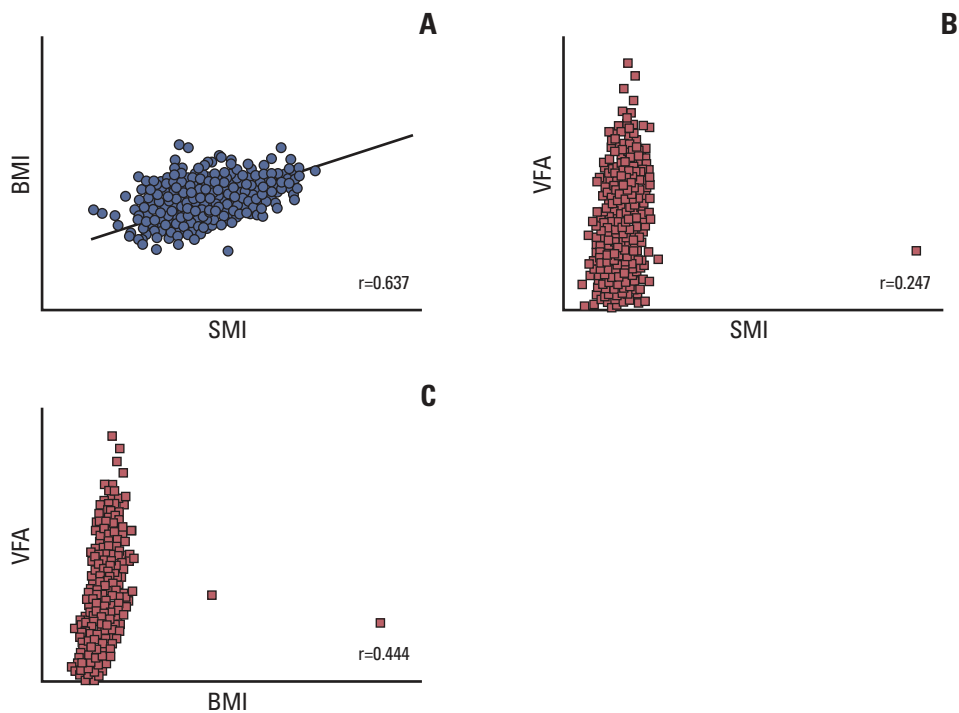 A
BMI
r=0.637
SMI
B
VFA
r=0.247
SMI
C
VFA
r=0.444
BMI